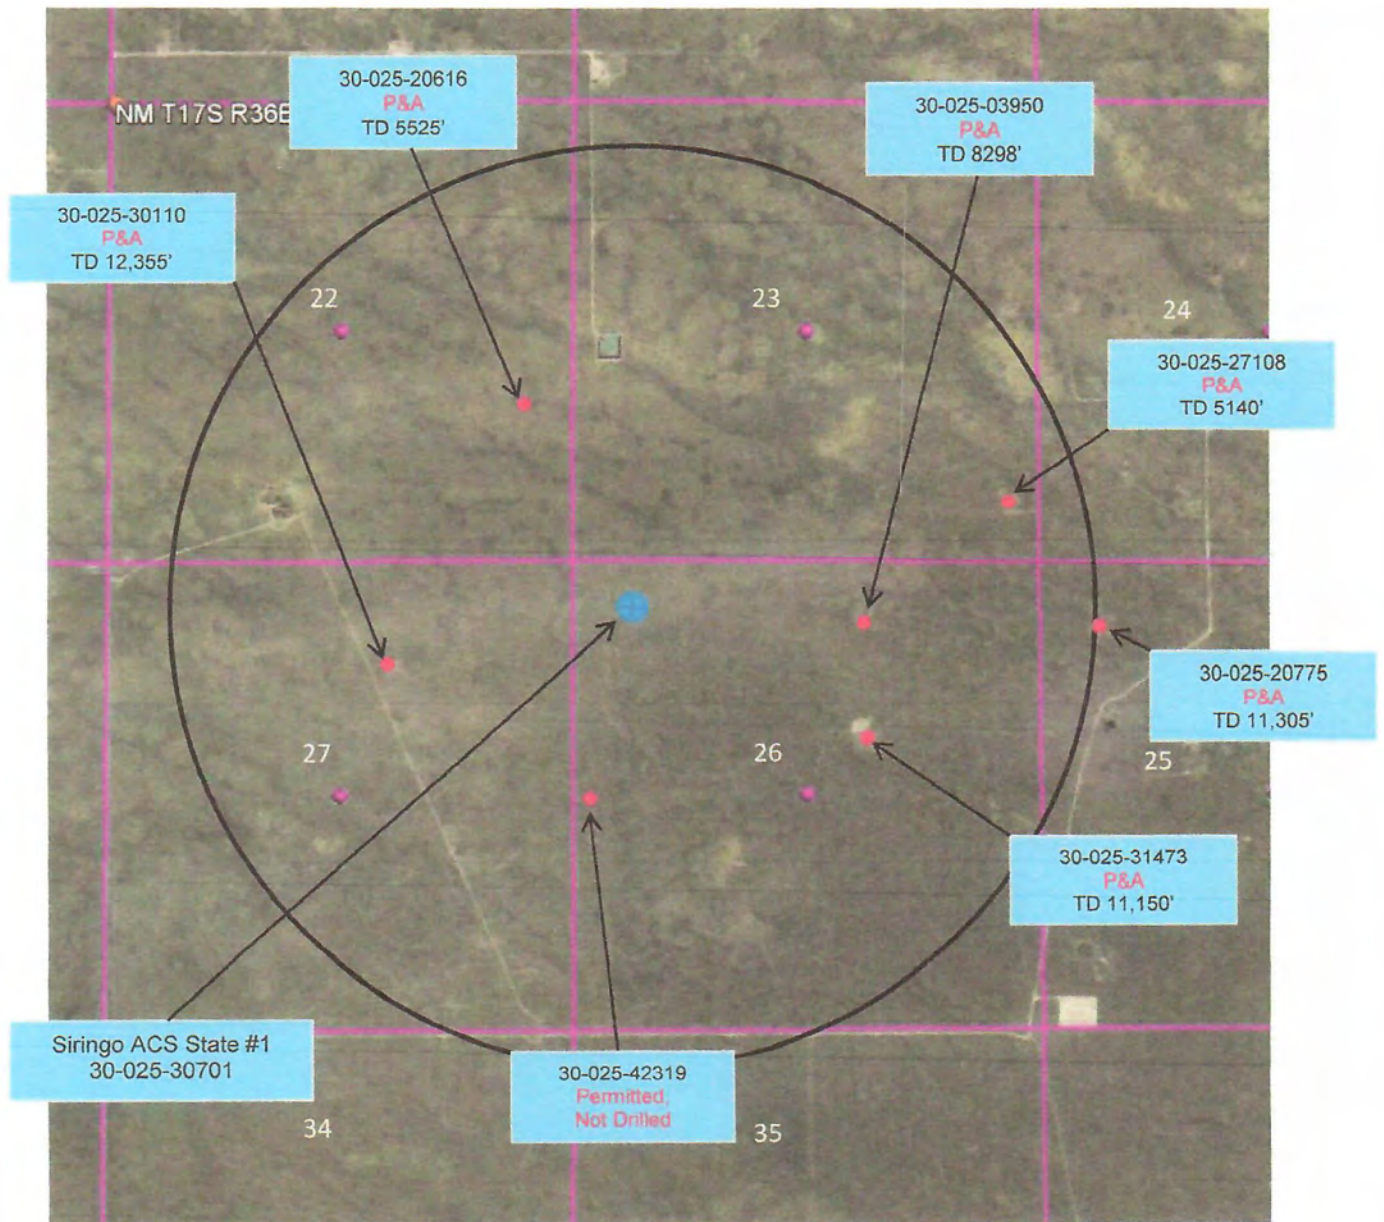 30-025-20616
P&A
TD 5525'
30-025-03950
P&A
TD 8298'
NM T17S R36E
30-025-30110
P&A
TD 12,355'
22
23
24
30-025-27108
P&A
TD 5140'
30-025-20775
P&A
TD 11,305'
27
26
25
30-025-31473
P&A
TD 11,150'
Siringo ACS State #1
30-025-30701
30-025-42319
Permitted,
Not Drilled
34
35